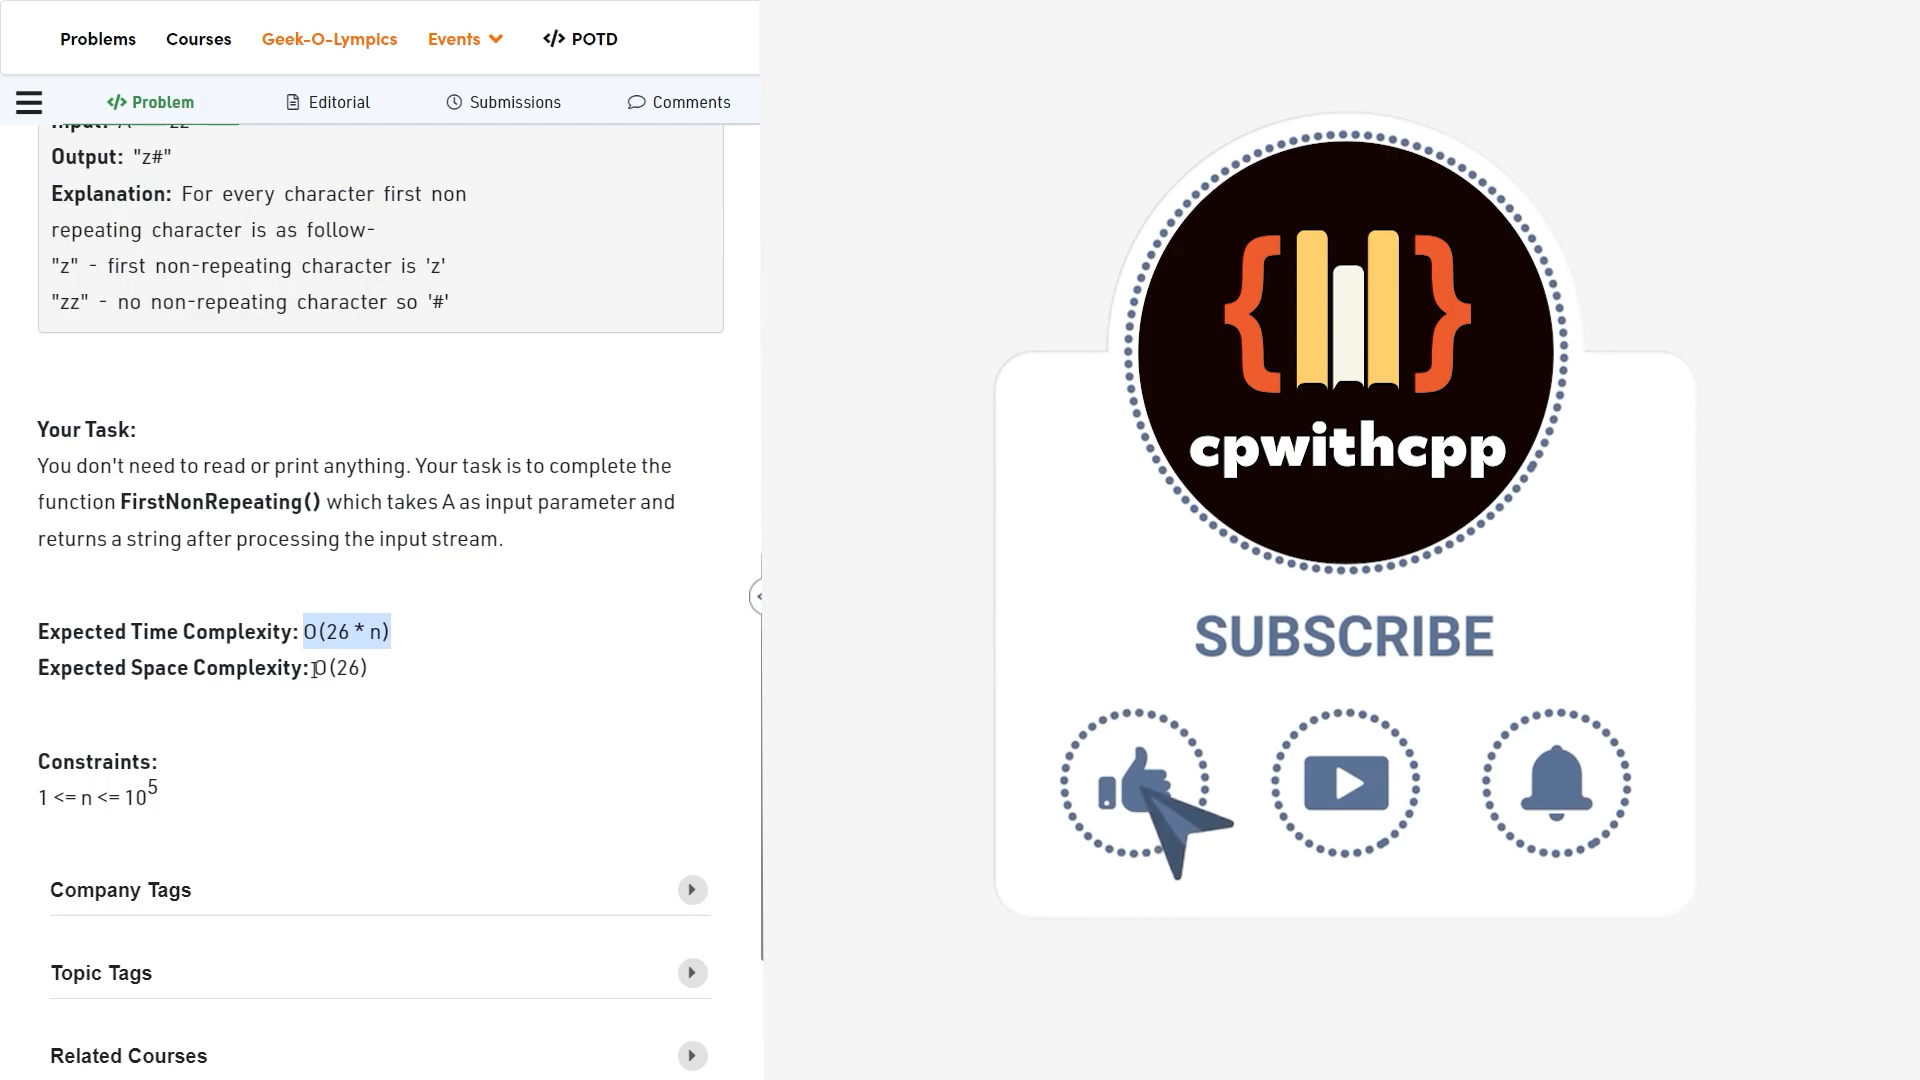 Problems Courses Geek-O-Lympics Events </> POTD
</> Problem Editorial Submissions Comments
Input: A = "zz"
Output: "z#"
Explanation: For every character first non
repeating character is as follow-
"z" - first non-repeating character is 'z'
"zz" - no non-repeating character so '#'
Your Task:
You don't need to read or print anything. Your task is to complete the
function FirstNonRepeating() which takes A as input parameter and
returns a string after processing the input stream.
Expected Time Complexity: O(26 * n)
Expected Space Complexity: O(26)
Constraints:
1 <= n <= 10^5
Company Tags
Topic Tags
Related Courses
cpwithcpp
SUBSCRIBE